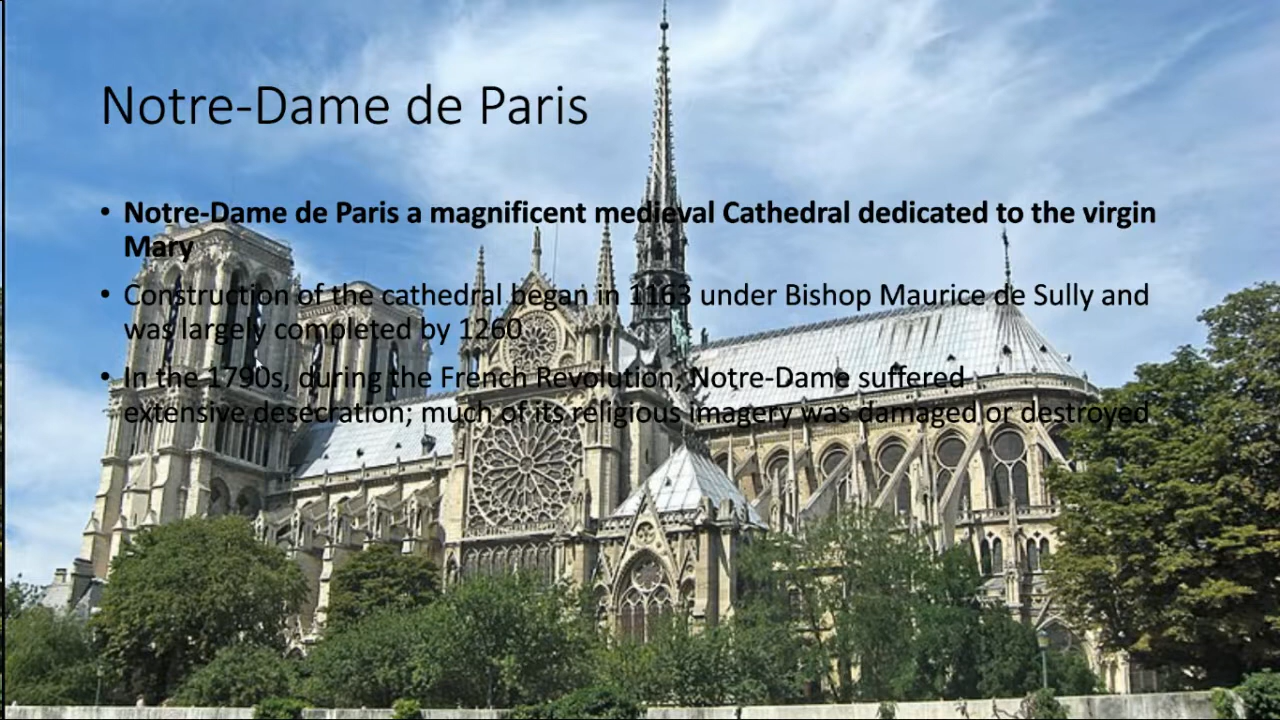 Notre-Dame de Paris
• Notre-Dame de Paris a magnificent medieval Cathedral dedicated to the virgin
Mary
• Construction of the cathedral began in 1163 under Bishop Maurice de Sully and
was largely completed by 1260.
• In the 1790s, during the French Revolution, Notre-Dame suffered
extensive desecration; much of its religious imagery was damaged or destroyed